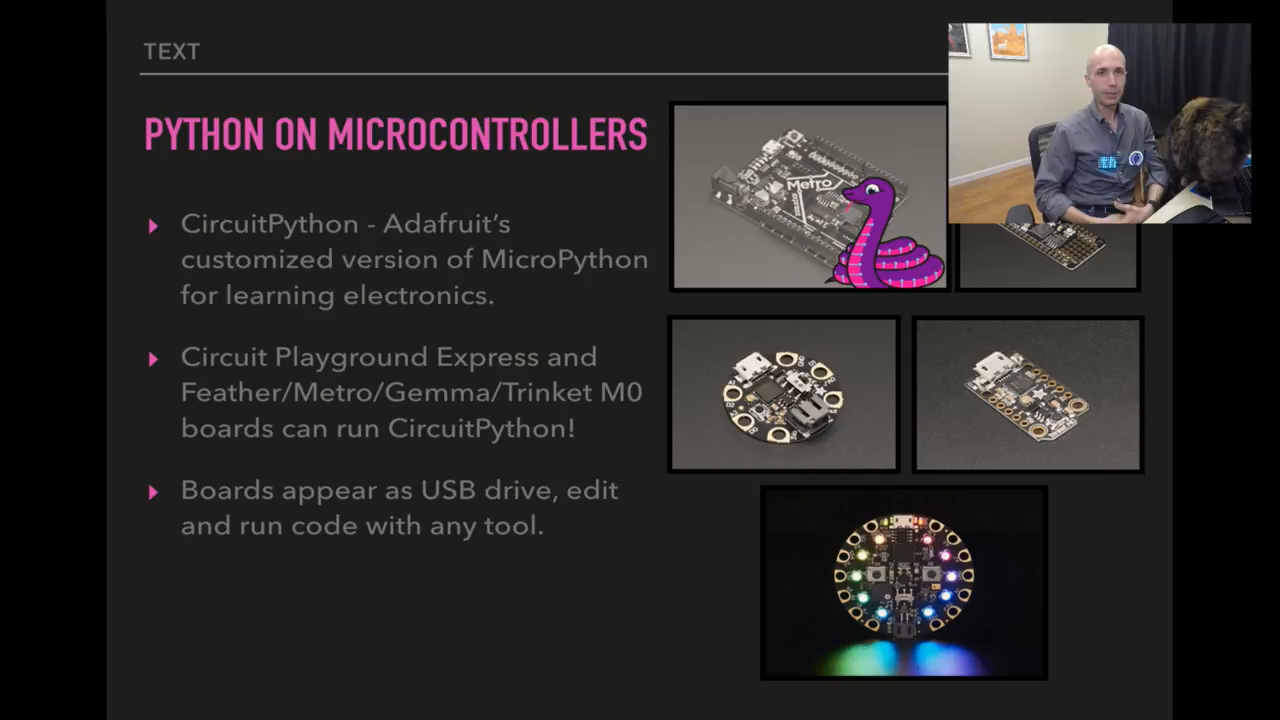 TEXT
PYTHON ON MICROCONTROLLERS
CircuitPython - Adafruit's
customized version of MicroPython
for learning electronics.
Circuit Playground Express and
Feather/Metro/Gemma/Trinket M0
boards can run CircuitPython!
Boards appear as USB drive, edit
and run code with any tool.
Metro